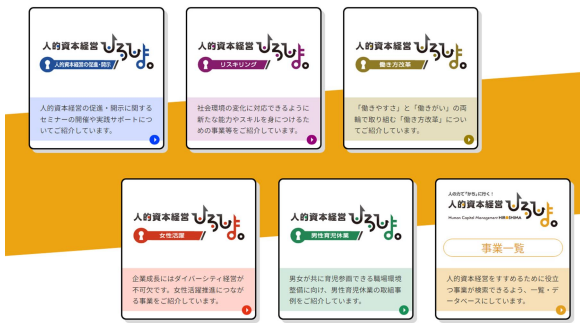 人的資本経営 ひろしま。
人的資本経営の促進・開示
人的資本経営の促進・開示に関する
セミナーの開催や実践サポートにつ
いてご紹介しています。
人的資本経営 ひろしま。
リスキリング
社会環境の変化に対応できるように
新たな能力やスキルを身につけるた
めの事業等をご紹介しています。
人的資本経営 ひろしま。
働き方改革
「働きやすさ」と「働きがい」の両
輪で取り組む「働き方改革」につい
てご紹介しています。
人的資本経営 ひろしま。
女性活躍
企業成長にはダイバーシティ経営が
不可欠です。女性活躍推進につなが
る事業をご紹介しています。
人的資本経営 ひろしま。
男性育児休業
男女が共に育児参画できる職場環境
整備に向け、男性育児休業の取組事
例をご紹介しています。
人の力で"かち"に行く！
人的資本経営 ひろしま。
Human Capital Management HIROSHIMA
事業一覧
人的資本経営をすすめるために役立
つ事業が検索できるよう、一覧・デ
ータベースにしています。